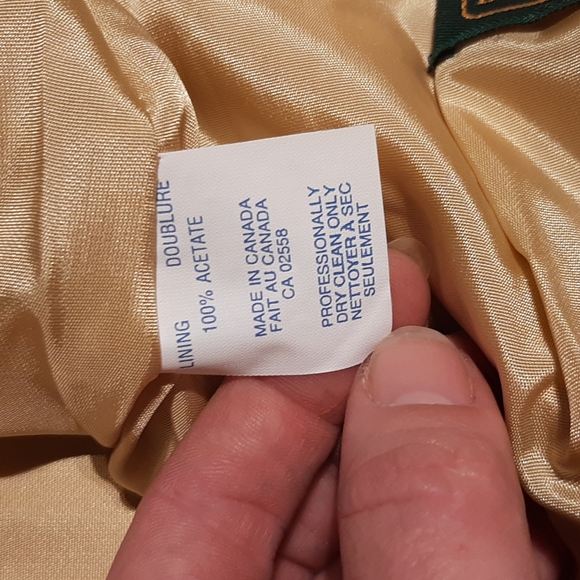 LINING DOUBLURE
100% ACETATE
MADE IN CANADA
FAIT AU CANADA
CA 02558
PROFESSIONALLY
DRY CLEAN ONLY
NETTOYER À SEC
SEULEMENT